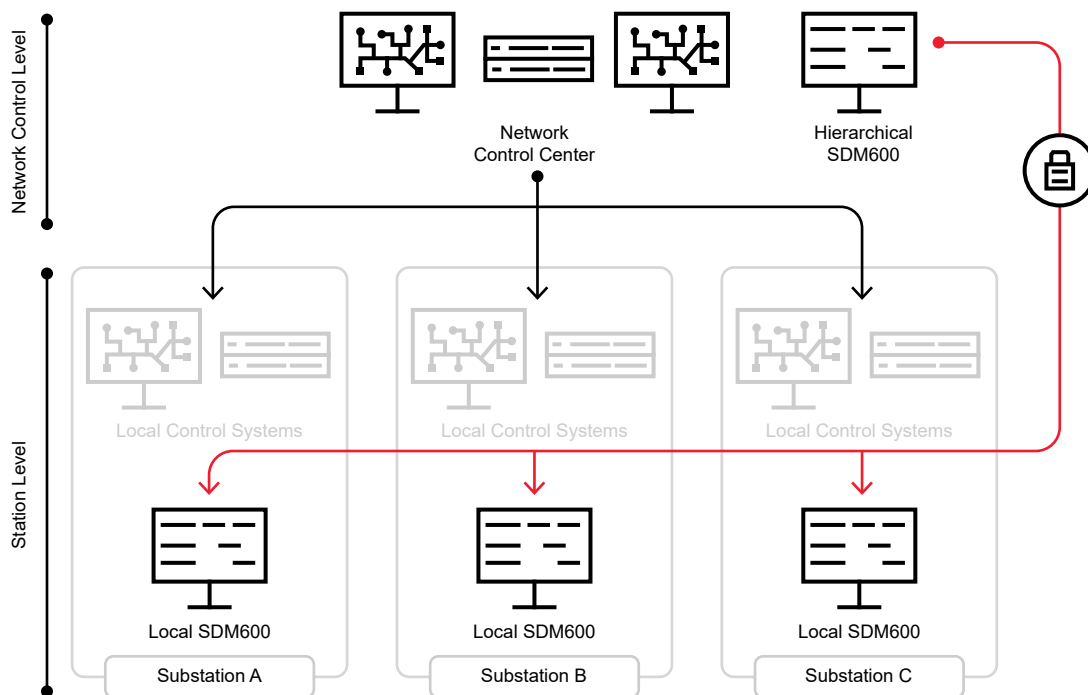 Network Control Level
Network
Control Center
Hierarchical
SDM600
Station Level
Local Control Systems
Local Control Systems
Local Control Systems
Local SDM600
Local SDM600
Local SDM600
Substation A
Substation B
Substation C